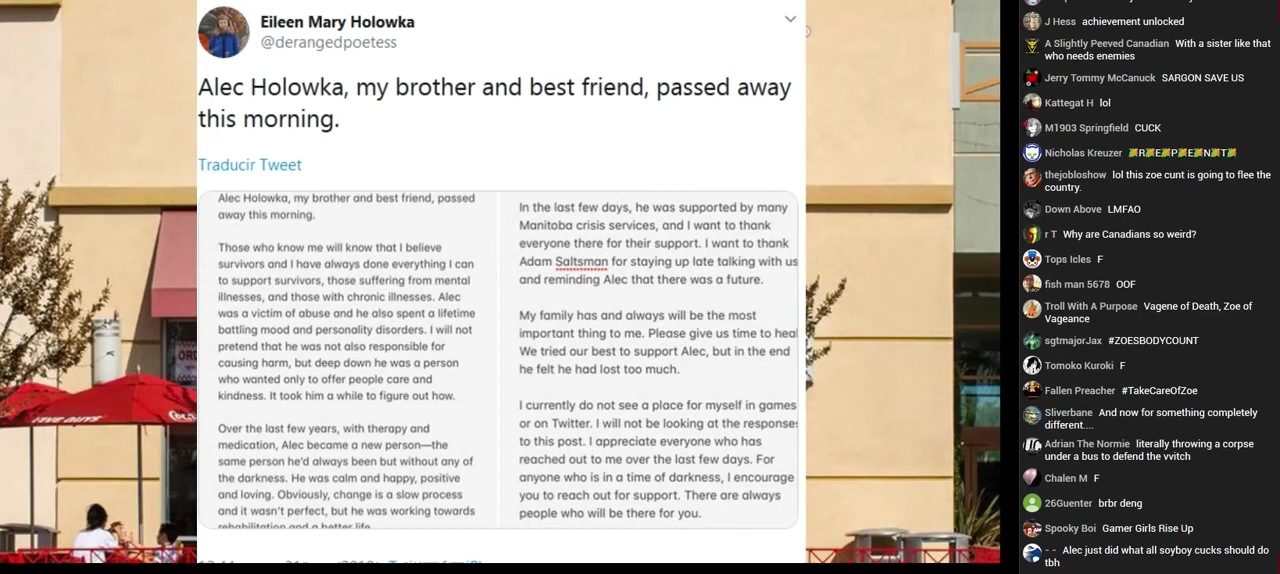 Eileen Mary Holowka
@derangedpoetess
Alec Holowka, my brother and best friend, passed away
this morning.
Traducir Tweet
Alec Holowka, my brother and best friend, passed
away this morning.
Those who know me will know that I believe
survivors and I have always done everything I can
to support survivors, those suffering from mental
illnesses, and those with chronic illnesses. Alec
was a victim of abuse and he also spent a lifetime
battling mood and personality disorders. I will not
pretend that he was not also responsible for
causing harm, but deep down he was a person
who wanted only to offer people care and
kindness. It took him a while to figure out how.
Over the last few years, with therapy and
medication, Alec became a new person—the
same person he'd always been but without any of
the darkness. He was calm and happy, positive
and loving. Obviously, change is a slow process
and it wasn't perfect, but he was working towards
rehabilitation and a better life.
In the last few days, he was supported by many
Manitoba crisis services, and I want to thank
everyone there for their support. I want to thank
Adam Saltsman for staying up late talking with us
and reminding Alec that there was a future.
My family has and always will be the most
important thing to me. Please give us time to heal
We tried our best to support Alec, but in the end
he felt he had lost too much.
I currently do not see a place for myself in games
or on Twitter. I will not be looking at the responses
to this post. I appreciate everyone who has
reached out to me over the last few days. For
anyone who is in a time of darkness, I encourage
you to reach out for support. There are always
people who will be there for you.
FIVE GUYS
ORD
J Hess achievement unlocked
A Slightly Peeved Canadian With a sister like that
who needs enemies
Jerry Tommy McCanuck SARGON SAVE US
Kattegat H lol
M1903 Springfield CUCK
Nicholas Kreuzer 🌽R🌽E🌽P🌽E🌽N🌽T🌽
thejobloshow lol this zoe cunt is going to flee the
country.
Down Above LMFAO
r T Why are Canadians so weird?
Tops Icles F
fish man 5678 OOF
Troll With A Purpose Vagene of Death, Zoe of
Vageance
sgtmajorJax #ZOESBODYCOUNT
Tomoko Kuroki F
Fallen Preacher #TakeCareOfZoe
Sliverbane And now for something completely
different....
Adrian The Normie literally throwing a corpse
under a bus to defend the vvitch
Chalen M F
26Guenter brbr deng
Spooky Boi Gamer Girls Rise Up
- - Alec just did what all soyboy cucks should do
tbh